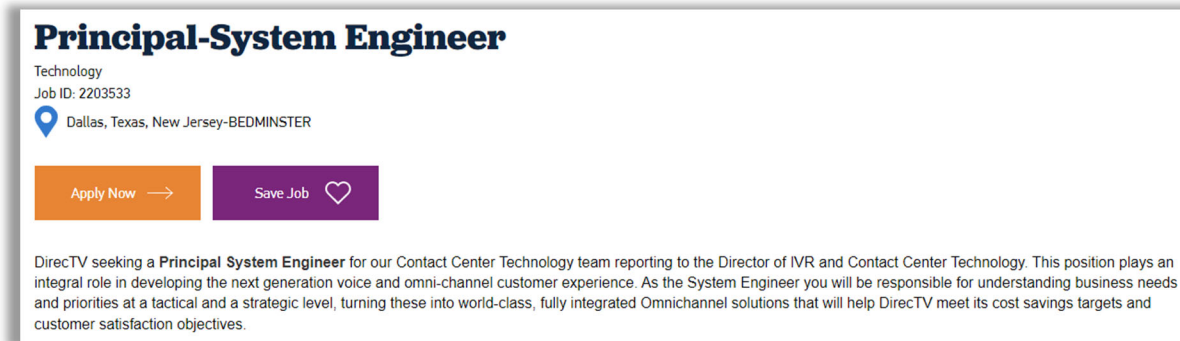 Principal-System Engineer
Technology
Job ID: 2203533
Dallas, Texas, New Jersey-BEDMINSTER
Apply Now
Save Job
DirecTV seeking a Principal System Engineer for our Contact Center Technology team reporting to the Director of IVR and Contact Center Technology. This position plays an
integral role in developing the next generation voice and omni-channel customer experience. As the System Engineer you will be responsible for understanding business needs
and priorities at a tactical and a strategic level, turning these into world-class, fully integrated Omnichannel solutions that will help DirecTV meet its cost savings targets and
customer satisfaction objectives.